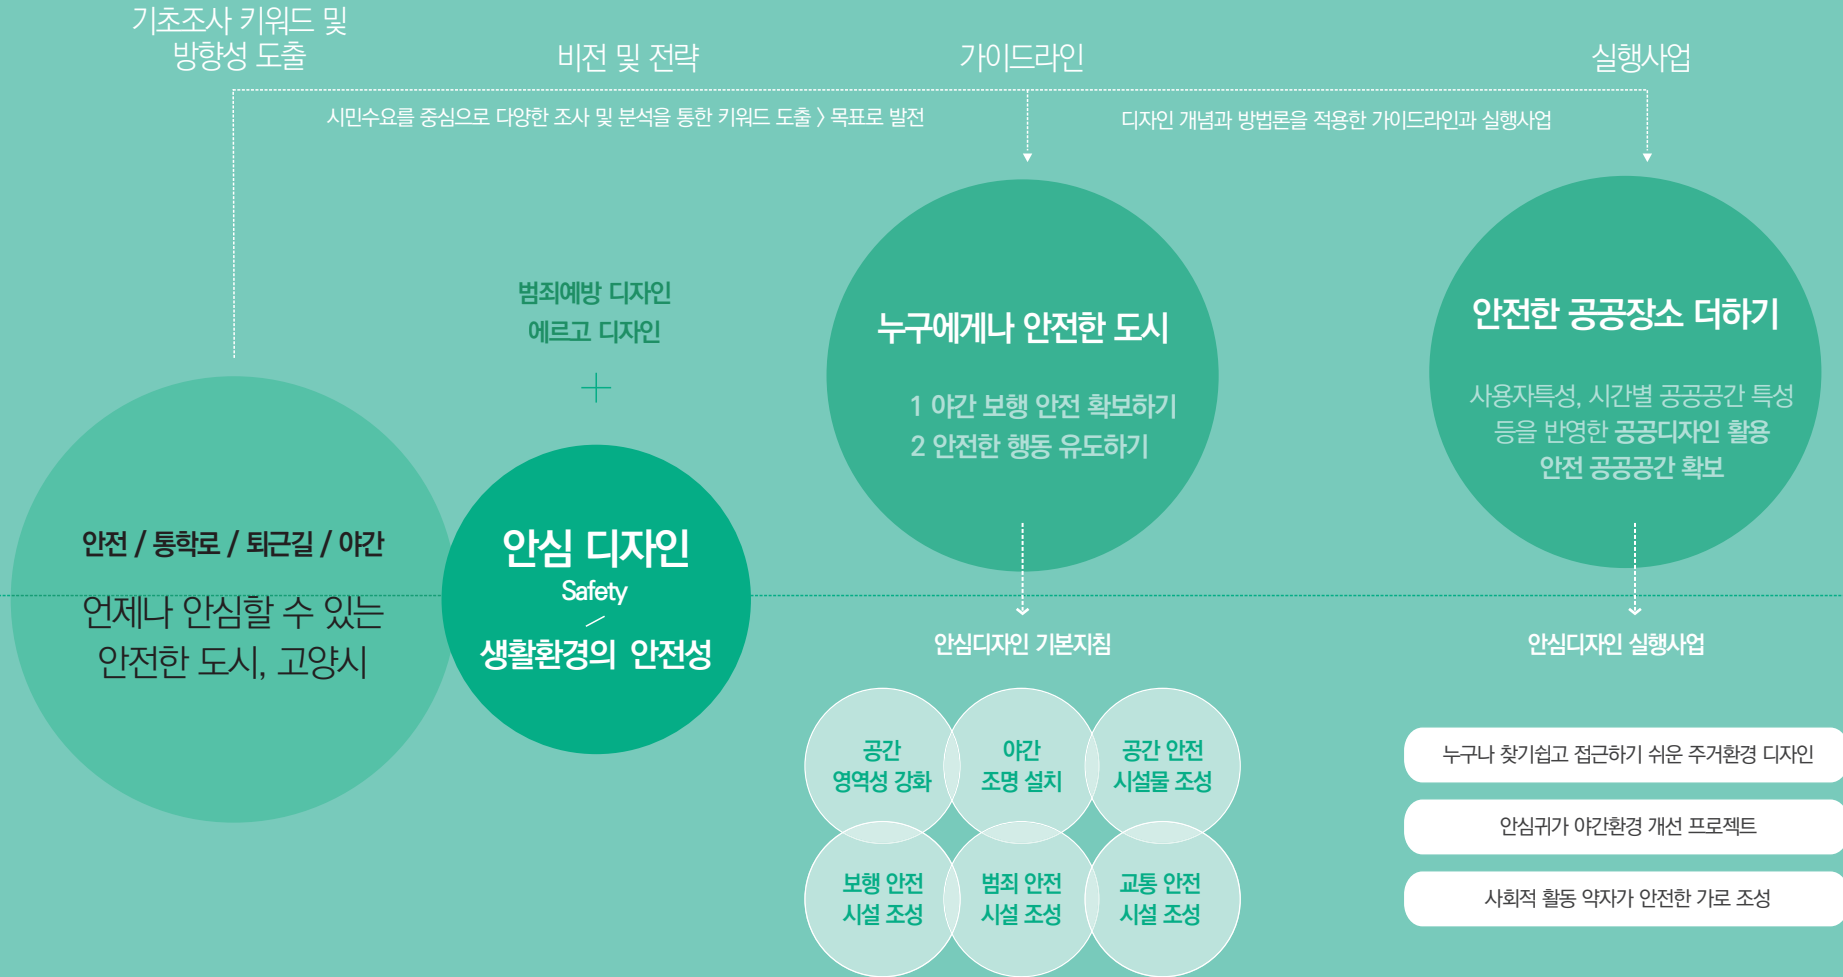 기초조사 키워드 및
방향성 도출
비전 및 전략
가이드라인
실행사업
시민수요를 중심으로 다양한 조사 및 분석을 통한 키워드 도출 > 목표로 발전
디자인 개념과 방법론을 적용한 가이드라인과 실행사업
안전 / 통학로 / 퇴근길 / 야간
언제나 안심할 수 있는
안전한 도시, 고양시
범죄예방 디자인
에르고 디자인
+
안심 디자인
Safety
/
생활환경의 안전성
누구에게나 안전한 도시
1 야간 보행 안전 확보하기
2 안전한 행동 유도하기
안심디자인 기본지침
공간
영역성 강화
야간
조명 설치
공간 안전
시설물 조성
보행 안전
시설 조성
범죄 안전
시설 조성
교통 안전
시설 조성
안전한 공공장소 더하기
사용자특성, 시간별 공공공간 특성
등을 반영한 공공디자인 활용
안전 공공공간 확보
안심디자인 실행사업
누구나 찾기쉽고 접근하기 쉬운 주거환경 디자인
안심귀가 야간환경 개선 프로젝트
사회적 활동 약자가 안전한 가로 조성